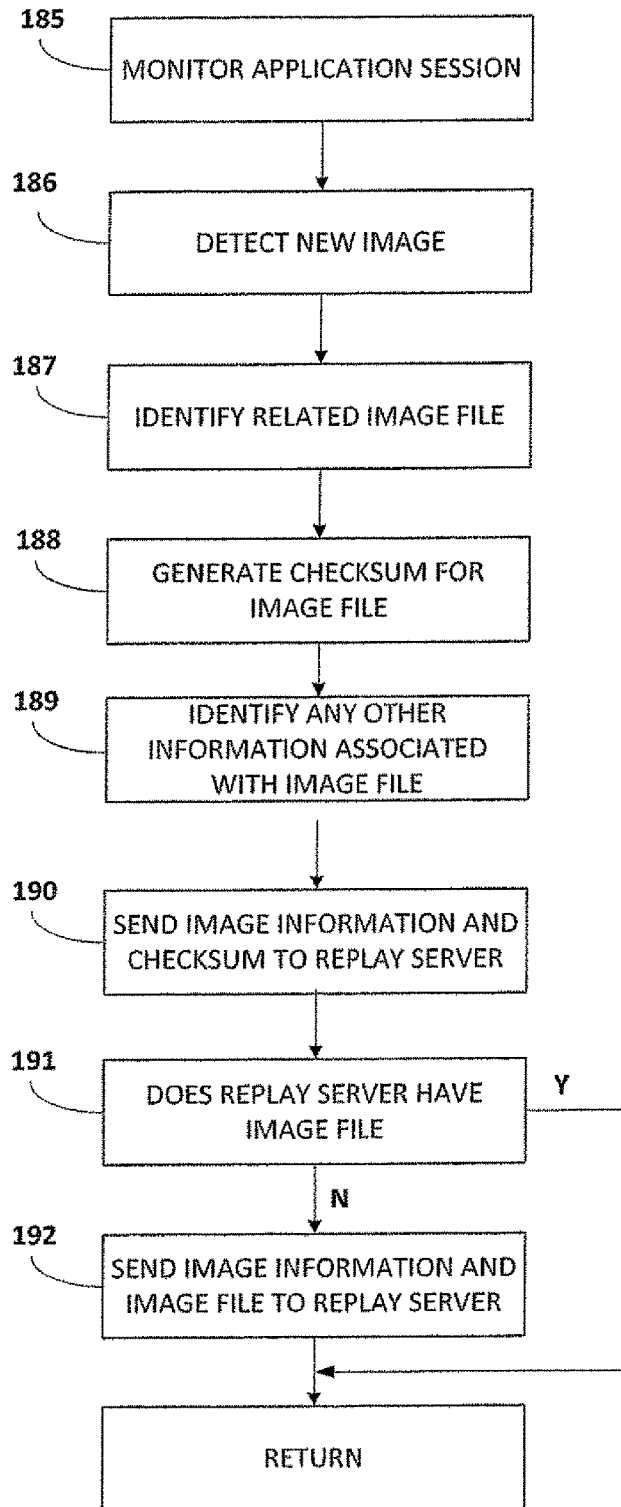 185
MONITOR APPLICATION SESSION
186
DETECT NEW IMAGE
187
IDENTIFY RELATED IMAGE FILE
188
GENERATE CHECKSUM FOR
IMAGE FILE
189
IDENTIFY ANY OTHER
INFORMATION ASSOCIATED
WITH IMAGE FILE
190
SEND IMAGE INFORMATION AND
CHECKSUM TO REPLAY SERVER
191
DOES REPLAY SERVER HAVE
IMAGE FILE
Y
N
192
SEND IMAGE INFORMATION AND
IMAGE FILE TO REPLAY SERVER
RETURN